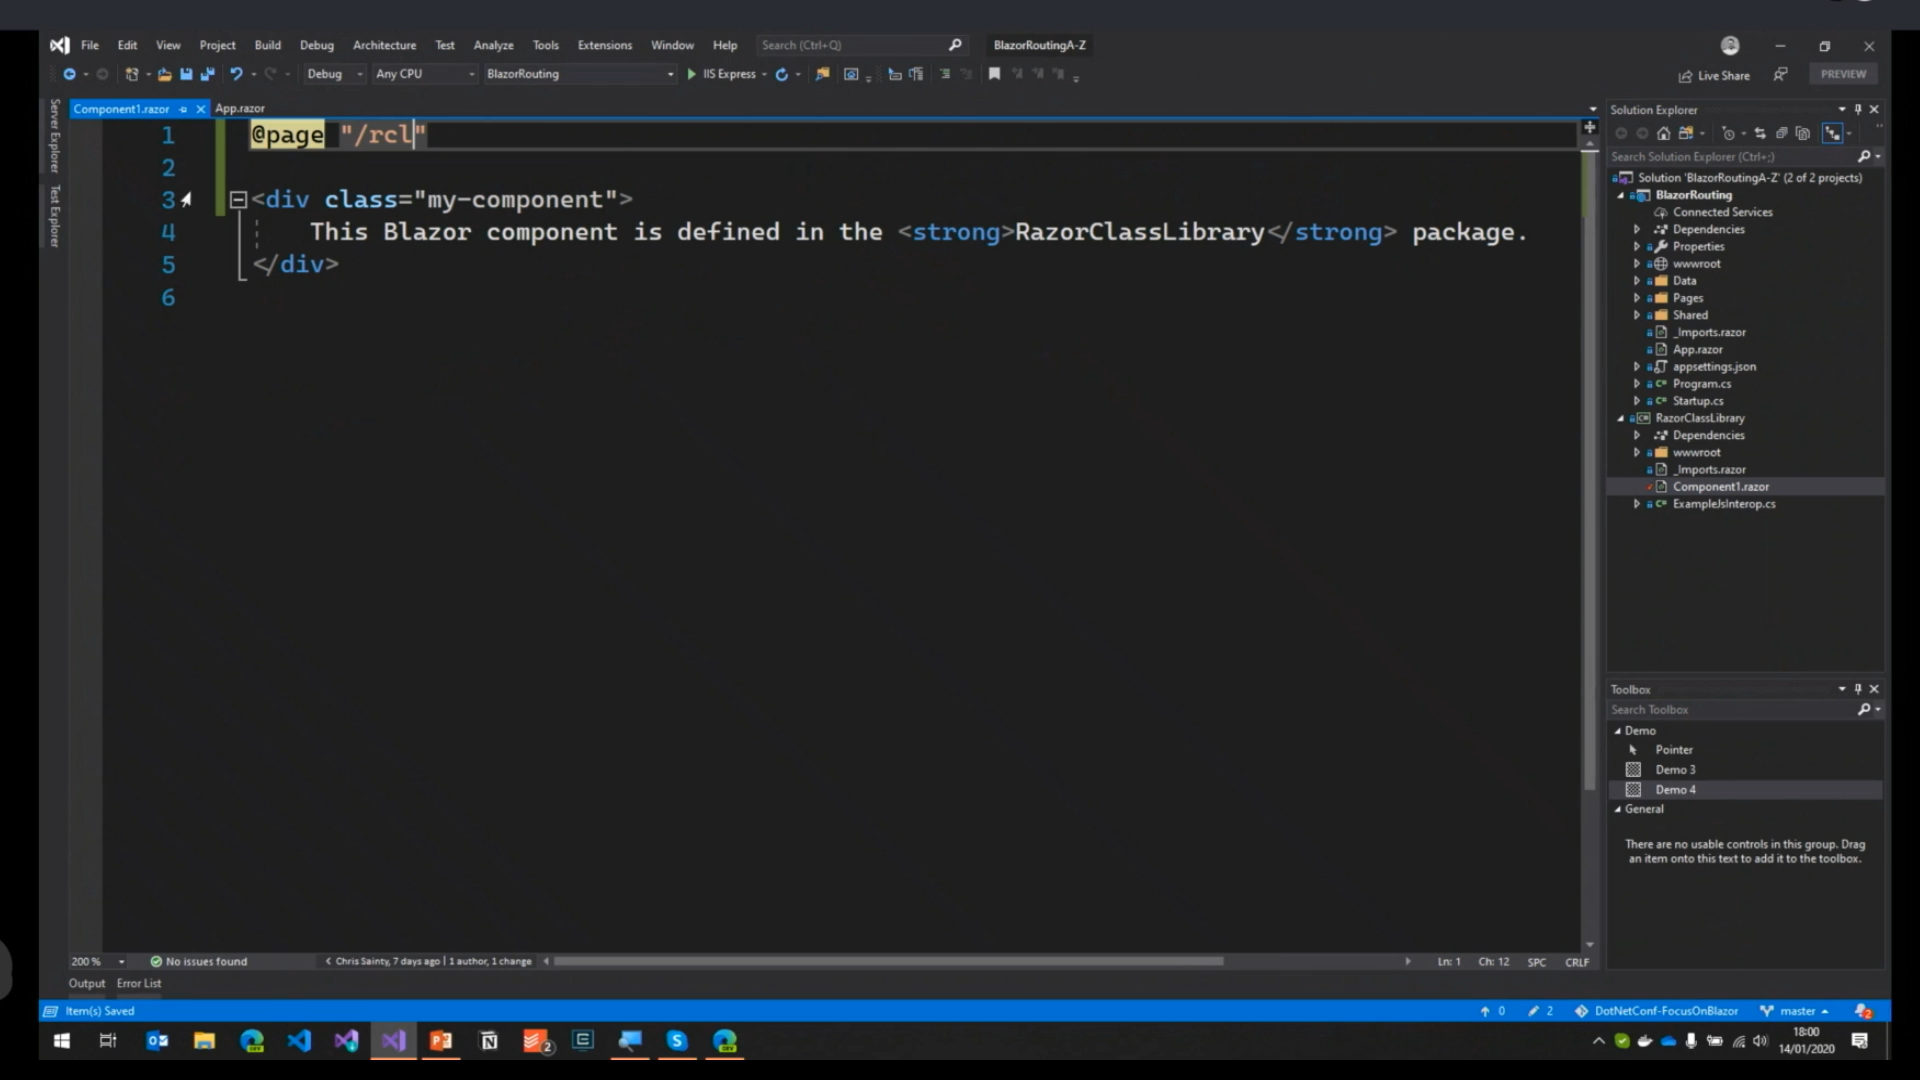 File Edit View Project Build Debug Architecture Test Analyze Tools Extensions Window Help Search (Ctrl+Q) BlazorRoutingA-Z
Debug Any CPU BlazorRouting IIS Express Live Share PREVIEW
Server Explorer
Test Explorer
Component1.razor App.razor
1 @page "/rcl"
2
3 <div class="my-component">
4 This Blazor component is defined in the <strong>RazorClassLibrary</strong> package.
5 </div>
6
Solution Explorer
Search Solution Explorer (Ctrl+;)
Solution 'BlazorRoutingA-Z' (2 of 2 projects)
BlazorRouting
Connected Services
Dependencies
Properties
wwwroot
Data
Pages
Shared
_Imports.razor
App.razor
appsettings.json
Program.cs
Startup.cs
RazorClassLibrary
Dependencies
wwwroot
_Imports.razor
Component1.razor
ExampleJsInterop.cs
Toolbox
Search Toolbox
Demo
Pointer
Demo 3
Demo 4
General
There are no usable controls in this group. Drag
an item onto this text to add it to the toolbox.
200 % No issues found Chris Sainty, 7 days ago | 1 author, 1 change Ln: 1 Ch: 12 SPC CRLF
Output Error List
Item(s) Saved 0 2 DotNetConf-FocusOnBlazor master 2
18:00
14/01/2020